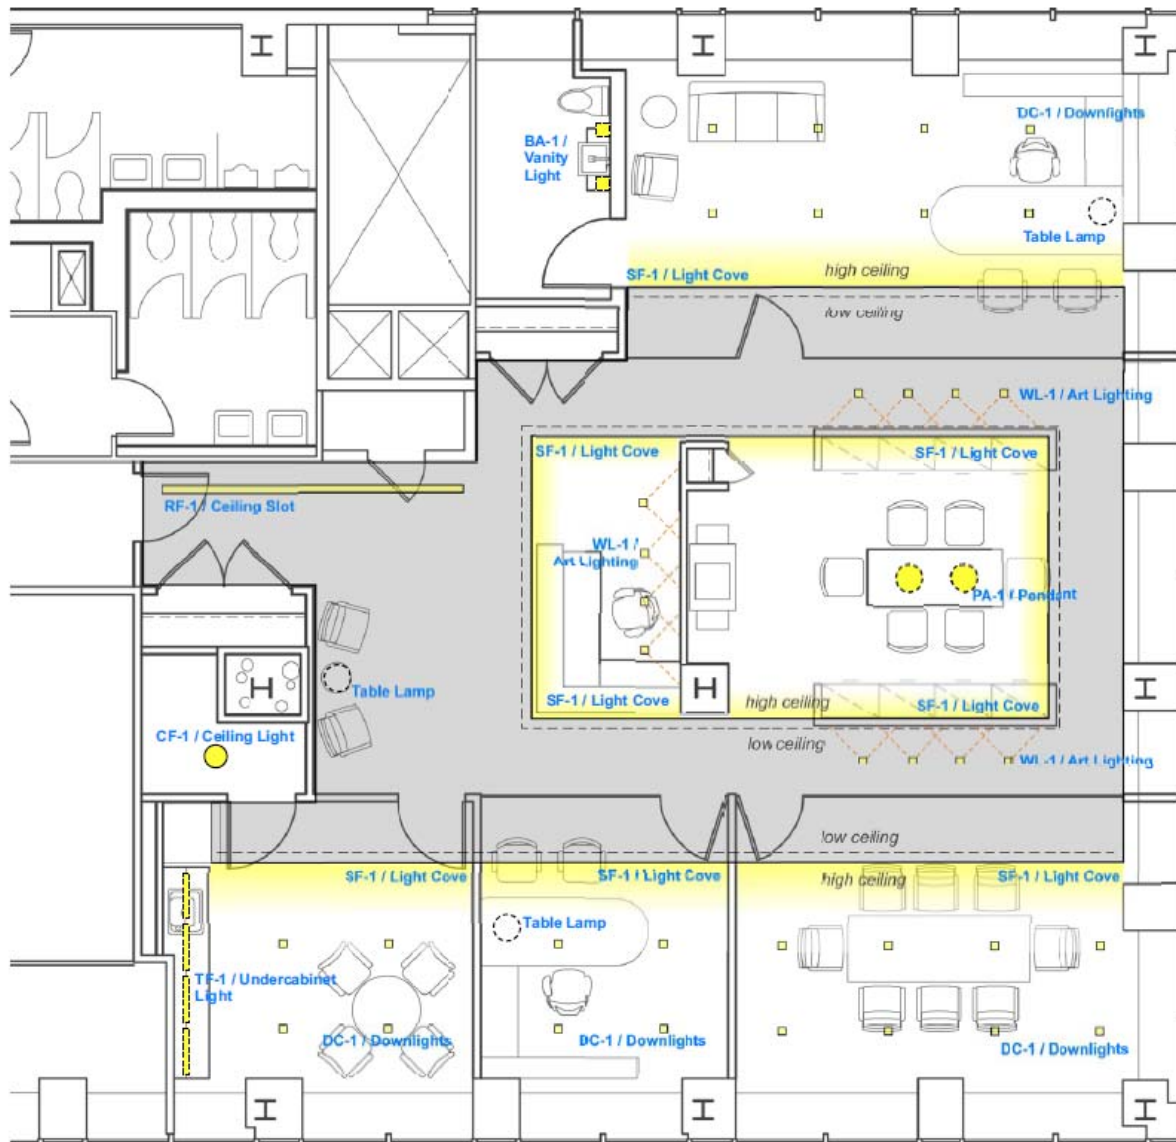 BA-1 /
Vanity
Light
DC-1 / Downlights
Table Lamp
SF-1 / Light Cove
high ceiling
low ceiling
WL-1 / Art Lighting
SF-1 / Light Cove
SF-1 / Light Cove
RF-1 / Ceiling Slot
WL-1 /
Art Lighting
PA-1 / Pendant
Table Lamp
SF-1 / Light Cove
high ceiling
SF-1 / Light Cove
CF-1 / Ceiling Light
low ceiling
WL-1 / Art Lighting
low ceiling
SF-1 / Light Cove
SF-1 / Light Cove
high ceiling
SF-1 / Light Cove
Table Lamp
TF-1 / Undercabinet
Light
DC-1 / Downlights
DC-1 / Downlights
DC-1 / Downlights